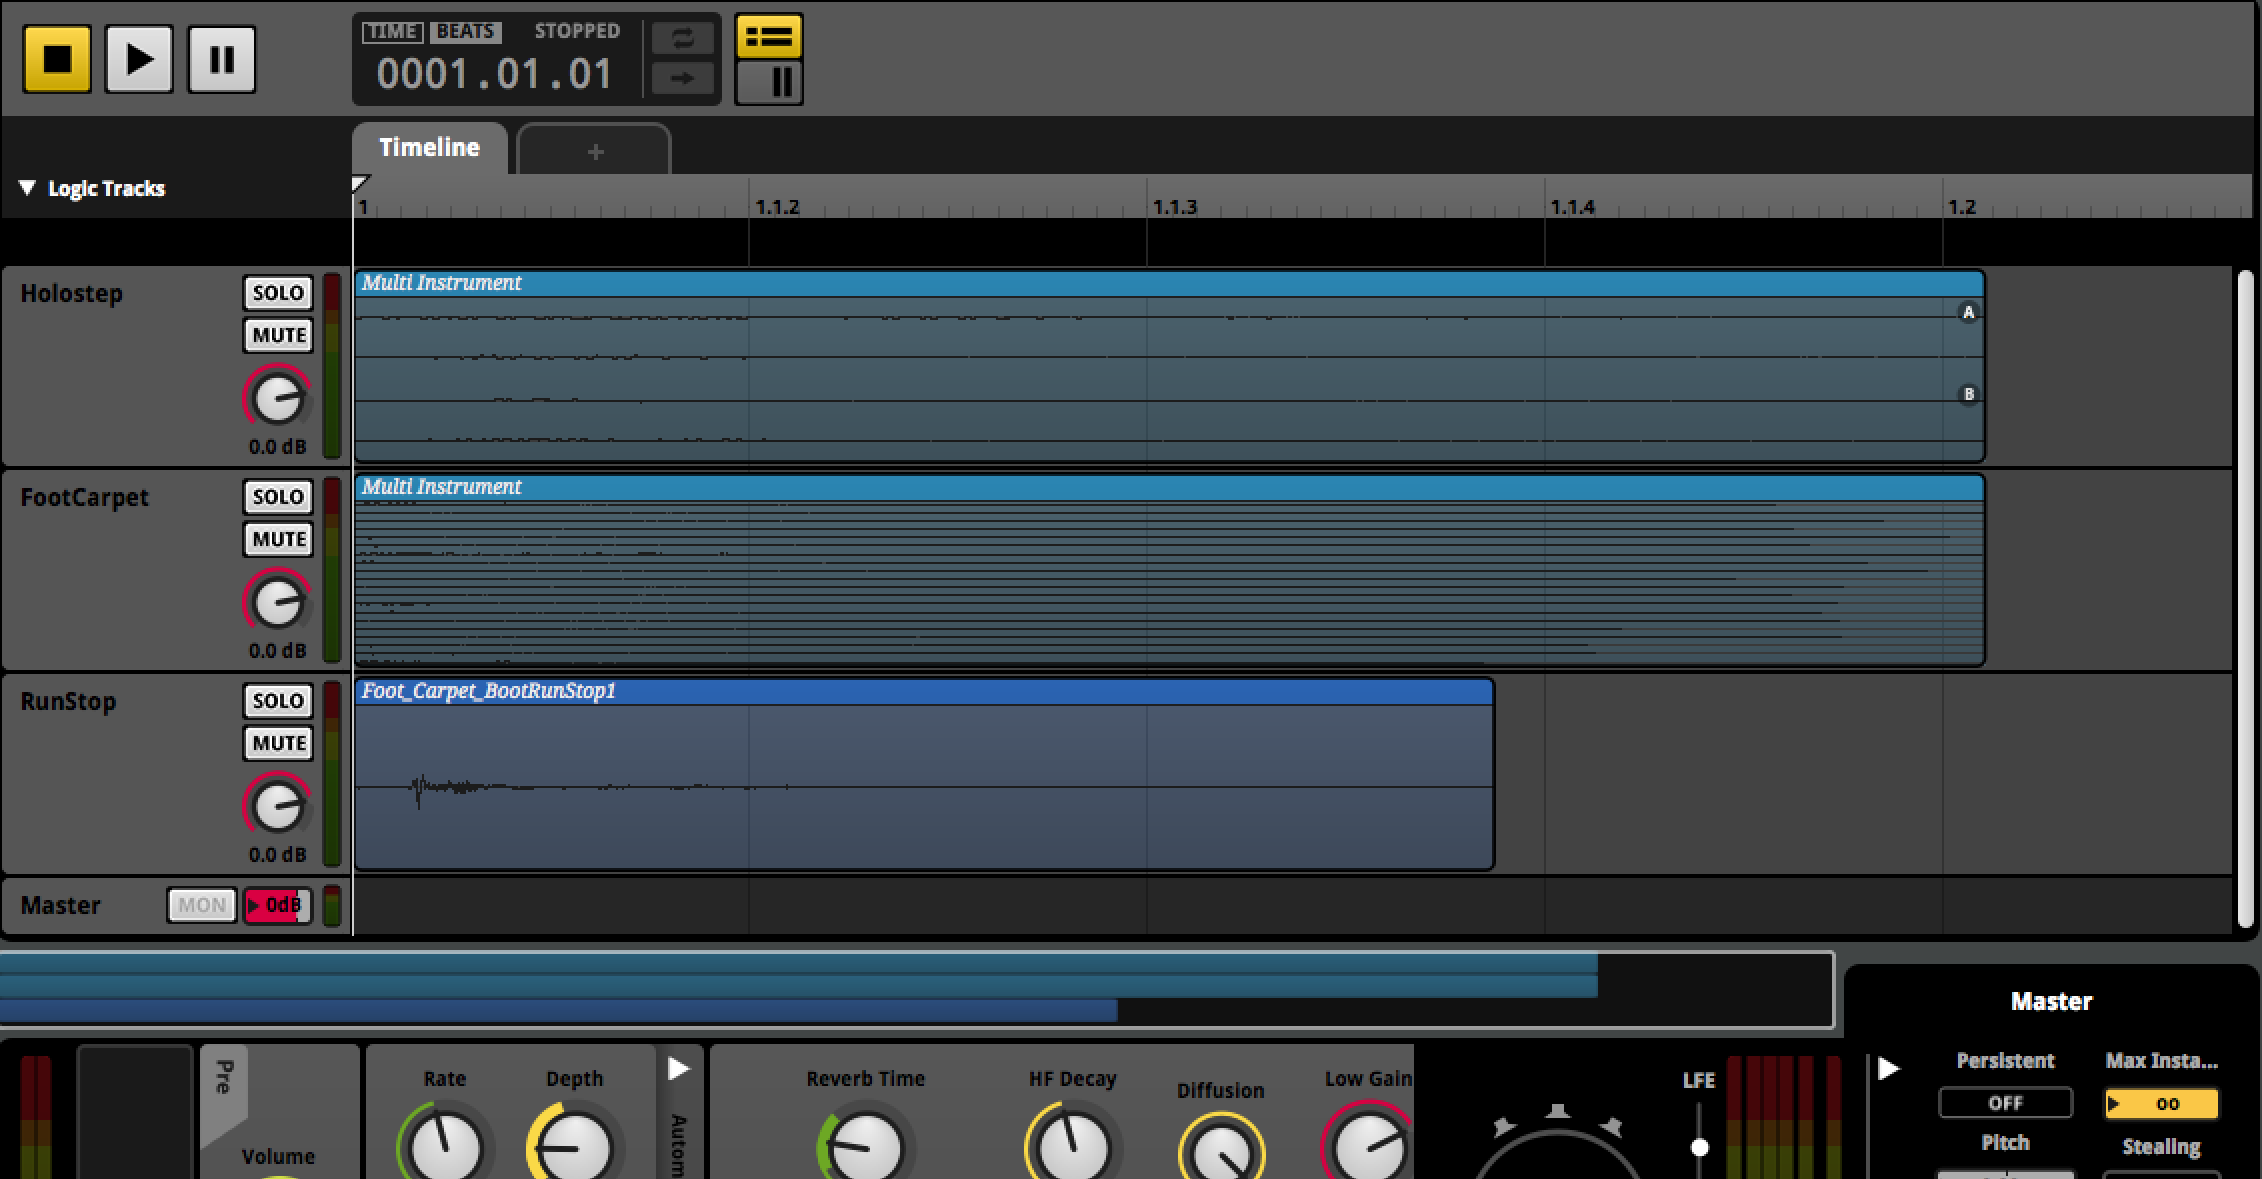 TIME BEATS STOPPED
0001.01.01
Timeline +
Logic Tracks
1 1.1.2 1.1.3 1.1.4 1.2
Holostep SOLO Multi Instrument
MUTE A
B
0.0 dB
FootCarpet SOLO Multi Instrument
MUTE
0.0 dB
RunStop SOLO Foot_Carpet_BootRunStop1
MUTE
0.0 dB
Master MON 0dB
Master
Pre Rate Depth Reverb Time HF Decay Diffusion Low Gain LFE Persistent Max Insta...
OFF oo
Autom
Volume Pitch Stealing